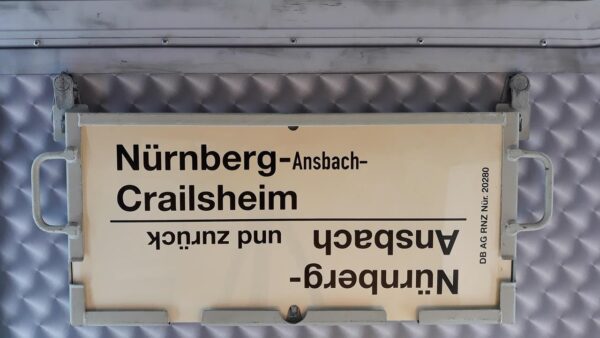 Nürnberg-Ansbach-
Crailsheim
Nürnberg-
Ansbach und zurück
DB AG RNZ Nür. 20280